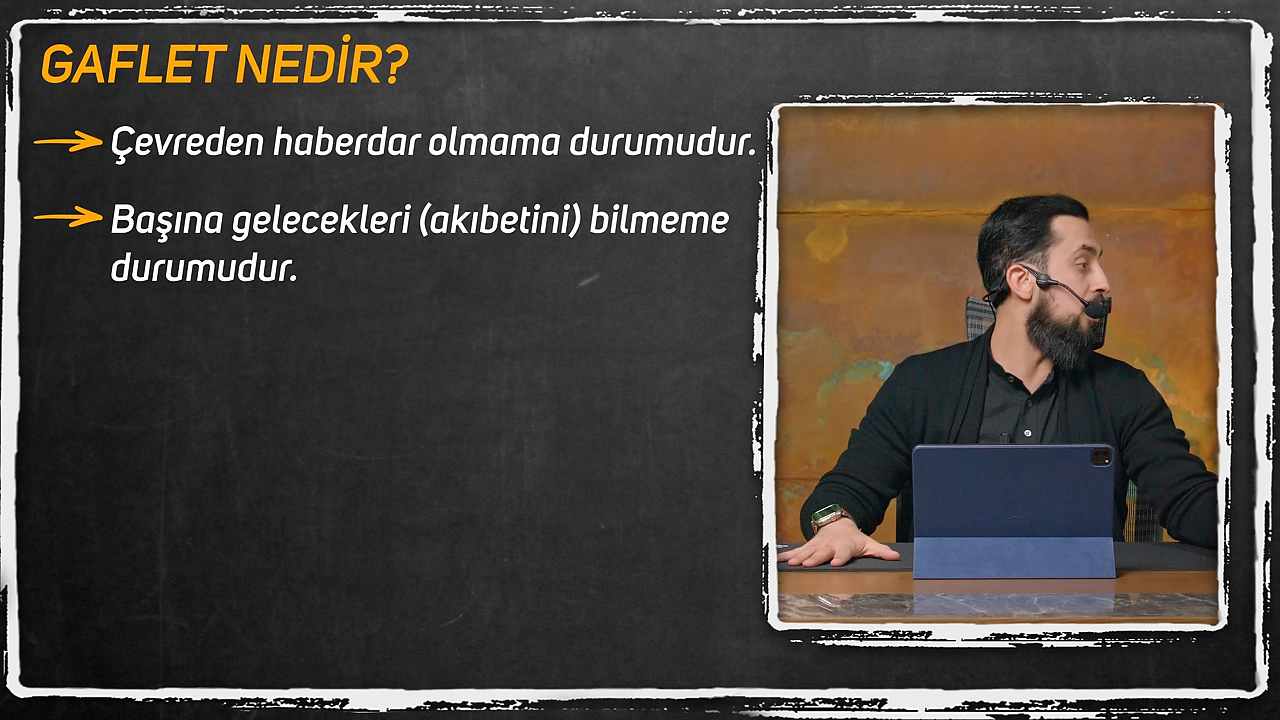 GAFLET NEDİR?
Çevreden haberdar olmama durumudur.
Başına gelecekleri (akıbetini) bilmeme
durumudur.